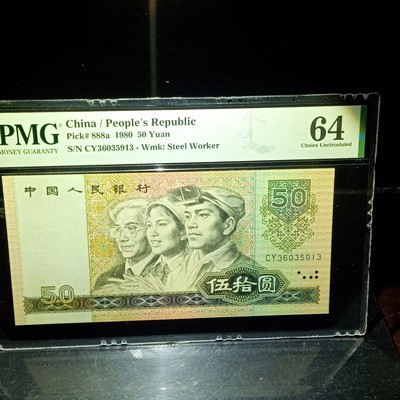 PMG China / People's Republic
Pick# 888a 1980 50 Yuan
MONEY GUARANTY
S/N CY36035913 - Wmk: Steel Worker
64
Choice Uncirculated
中国人民银行
50
CY36035913
50
伍拾圆